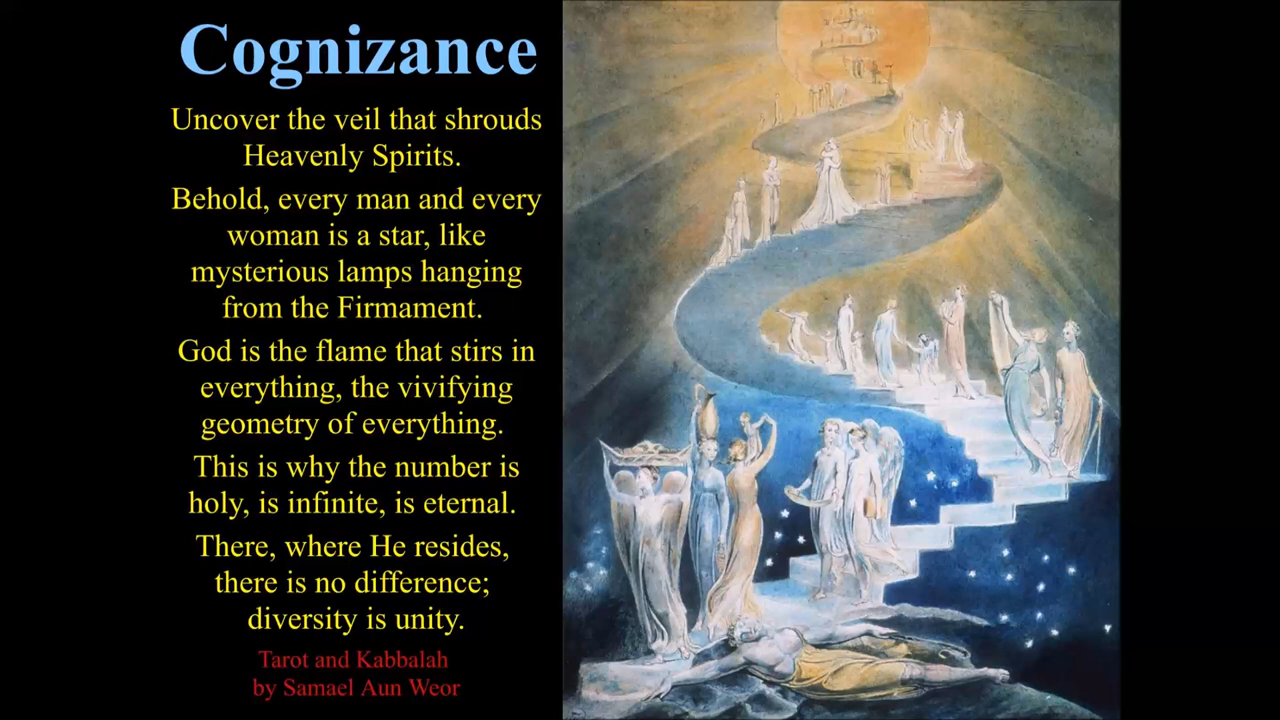 Cognizance
Uncover the veil that shrouds
Heavenly Spirits.
Behold, every man and every
woman is a star, like
mysterious lamps hanging
from the Firmament.
God is the flame that stirs in
everything, the vivifying
geometry of everything.
This is why the number is
holy, is infinite, is eternal.
There, where He resides,
there is no difference;
diversity is unity.
Tarot and Kabbalah
by Samael Aun Weor